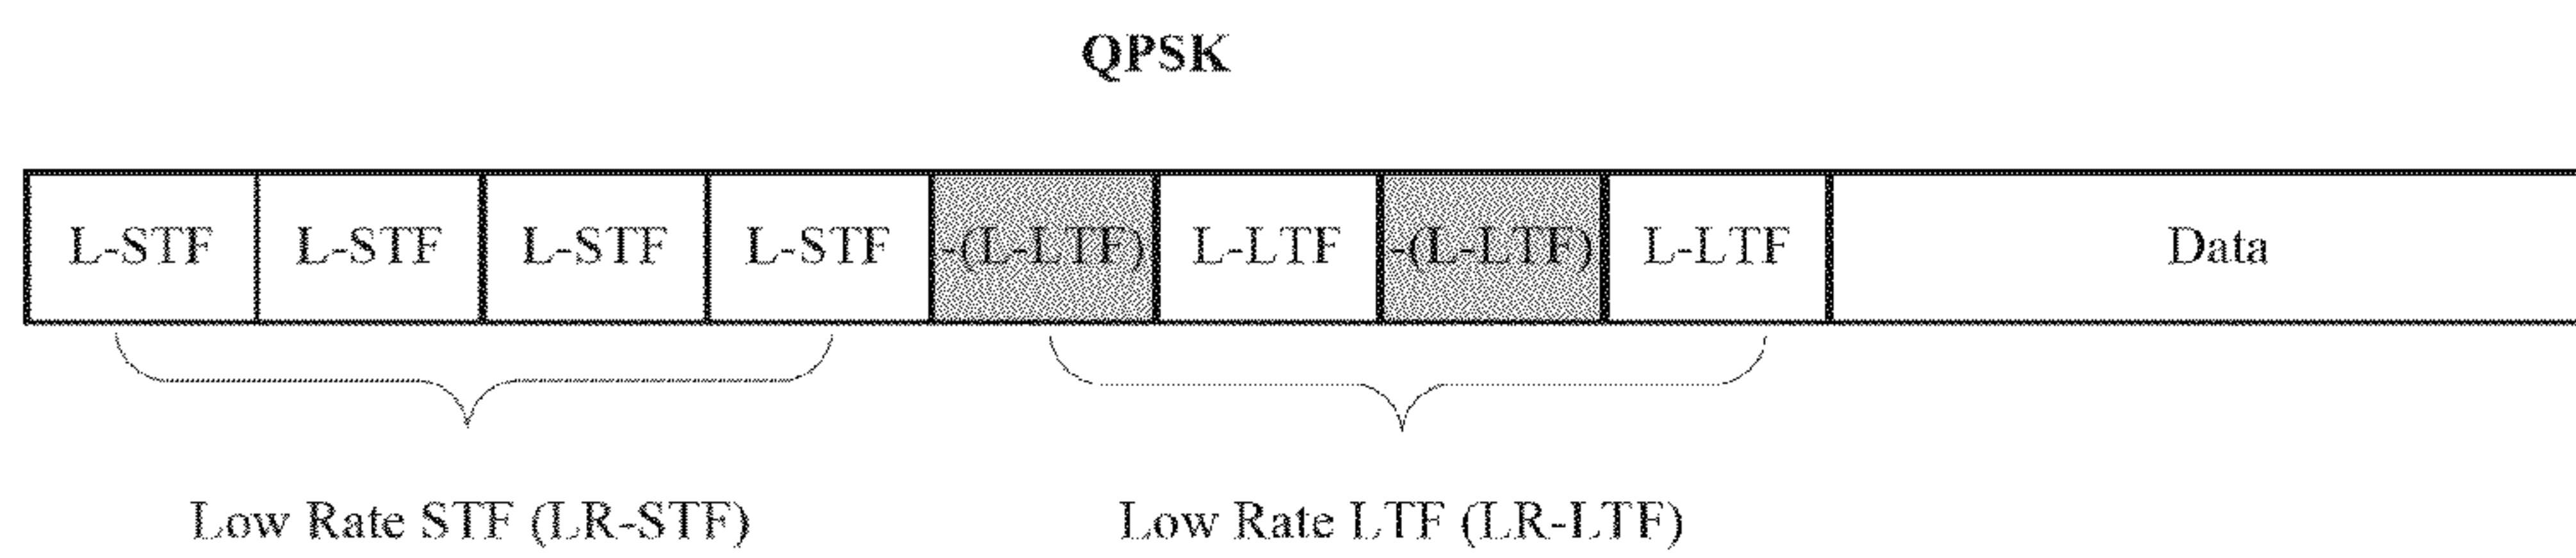 QPSK
L-STF L-STF L-STF L-STF -(L-LTF) L-LTF -(L-LTF) L-LTF Data
Low Rate STF (LR-STF) Low Rate LTF (LR-LTF)